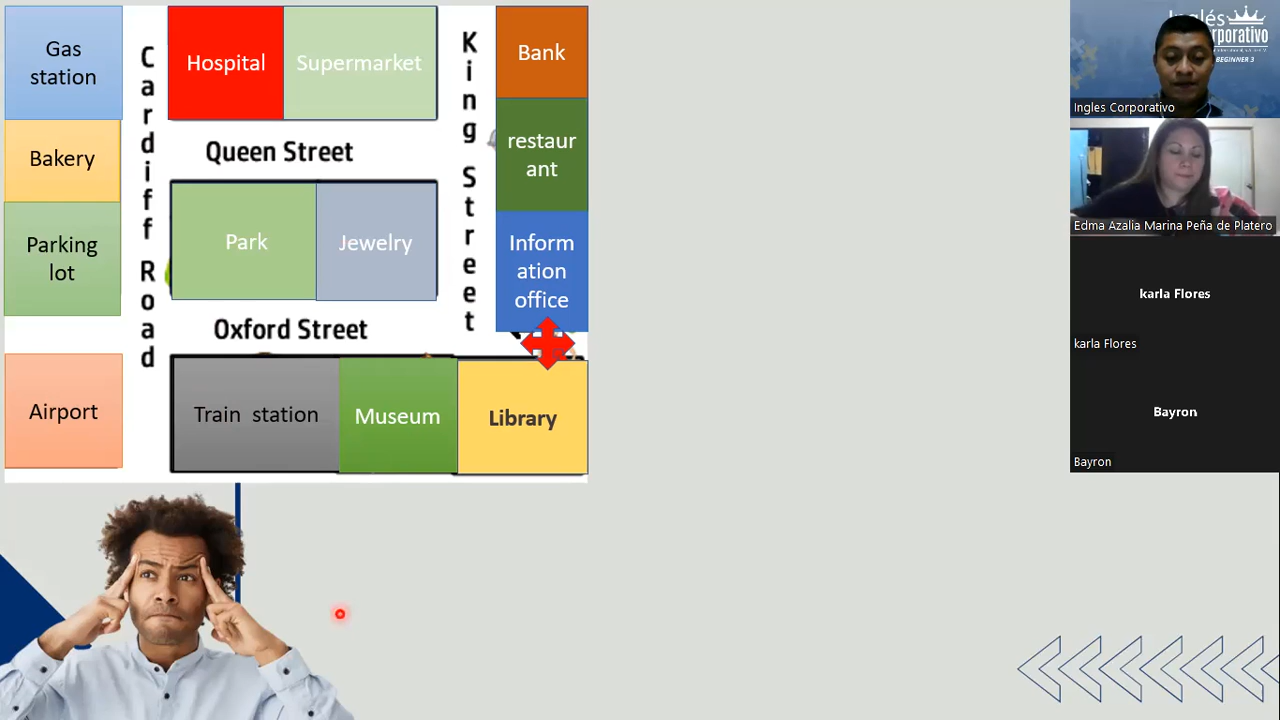 Gas
station
Cardiff Road
Hospital
Supermarket
King Street
Bank
Bakery
Queen Street
restaur
ant
Parking
lot
Park
Jewelry
Inform
ation
office
Oxford Street
Airport
Train station
Museum
Library
Inglés
BEGINNER 3
Ingles Corporativo
Edma Azalia Marina Peña de Platero
karla Flores
karla Flores
Bayron
Bayron